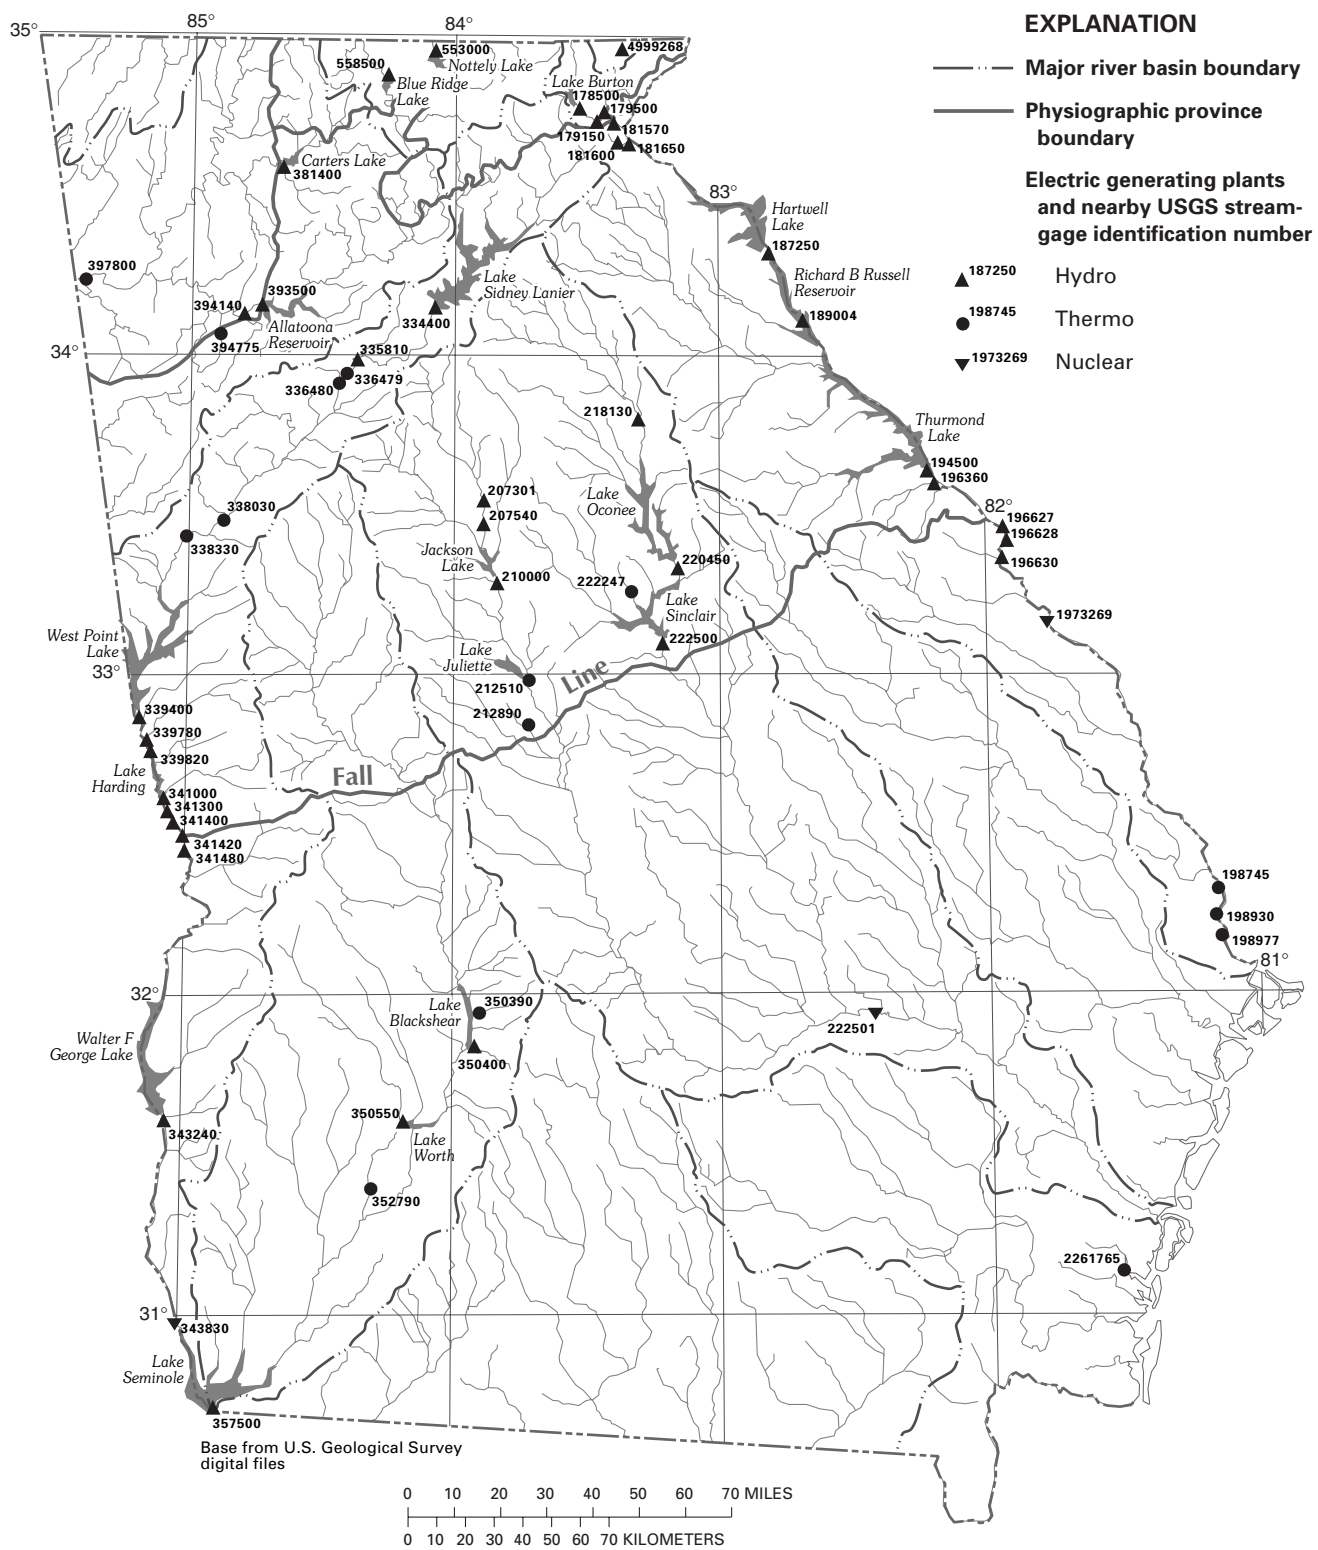 EXPLANATION
Major river basin boundary
Physiographic province
boundary
Electric generating plants
and nearby USGS stream-
gage identification number
187250 Hydro
198745 Thermo
1973269 Nuclear
35°
85°
84°
553000
4999268
Nottely Lake
558500
Blue Ridge
Lake
Lake Burton
178500
179500
181570
179150
181600
181650
Carters Lake
381400
83°
Hartwell
Lake
187250
397800
Richard B Russell
Reservoir
Lake
Sidney Lanier
393500
394140
334400
189004
Allatoona
Reservoir
394775
34°
335810
336479
336480
218130
Thurmond
Lake
194500
196360
207301
207540
Lake
Oconee
82°
338030
338330
196627
196628
196630
Jackson
Lake
210000
220450
222247
Lake
Sinclair
1973269
222500
West Point
Lake
Lake
Juliette
33°
212510
Line
212890
339400
339780
339820
Lake
Harding
Fall
341000
341300
341400
341420
341480
198745
198930
198977
81°
32°
Lake
Blackshear
350390
222501
Walter F
George Lake
350400
350550
343240
Lake
Worth
352790
2261765
31°
343830
Lake
Seminole
357500
Base from U.S. Geological Survey
digital files
0 10 20 30 40 50 60 70 MILES
0 10 20 30 40 50 60 70 KILOMETERS